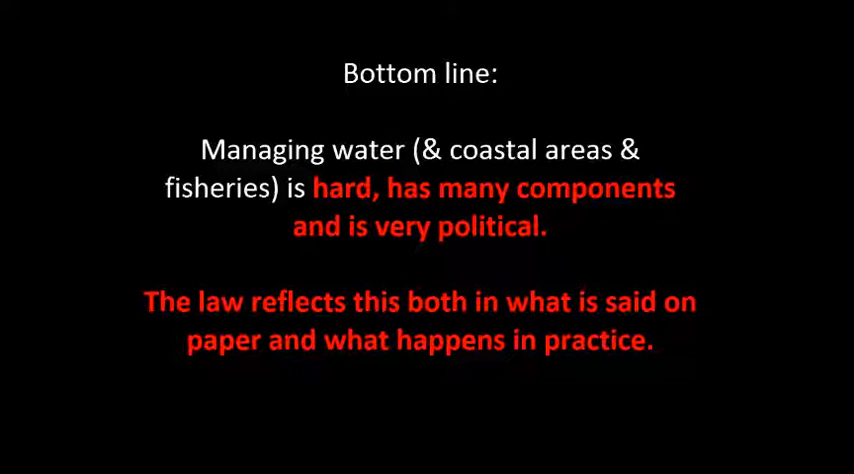 Bottom line:
Managing water (& coastal areas &
fisheries) is hard, has many components
and is very political.
The law reflects this both in what is said on
paper and what happens in practice.